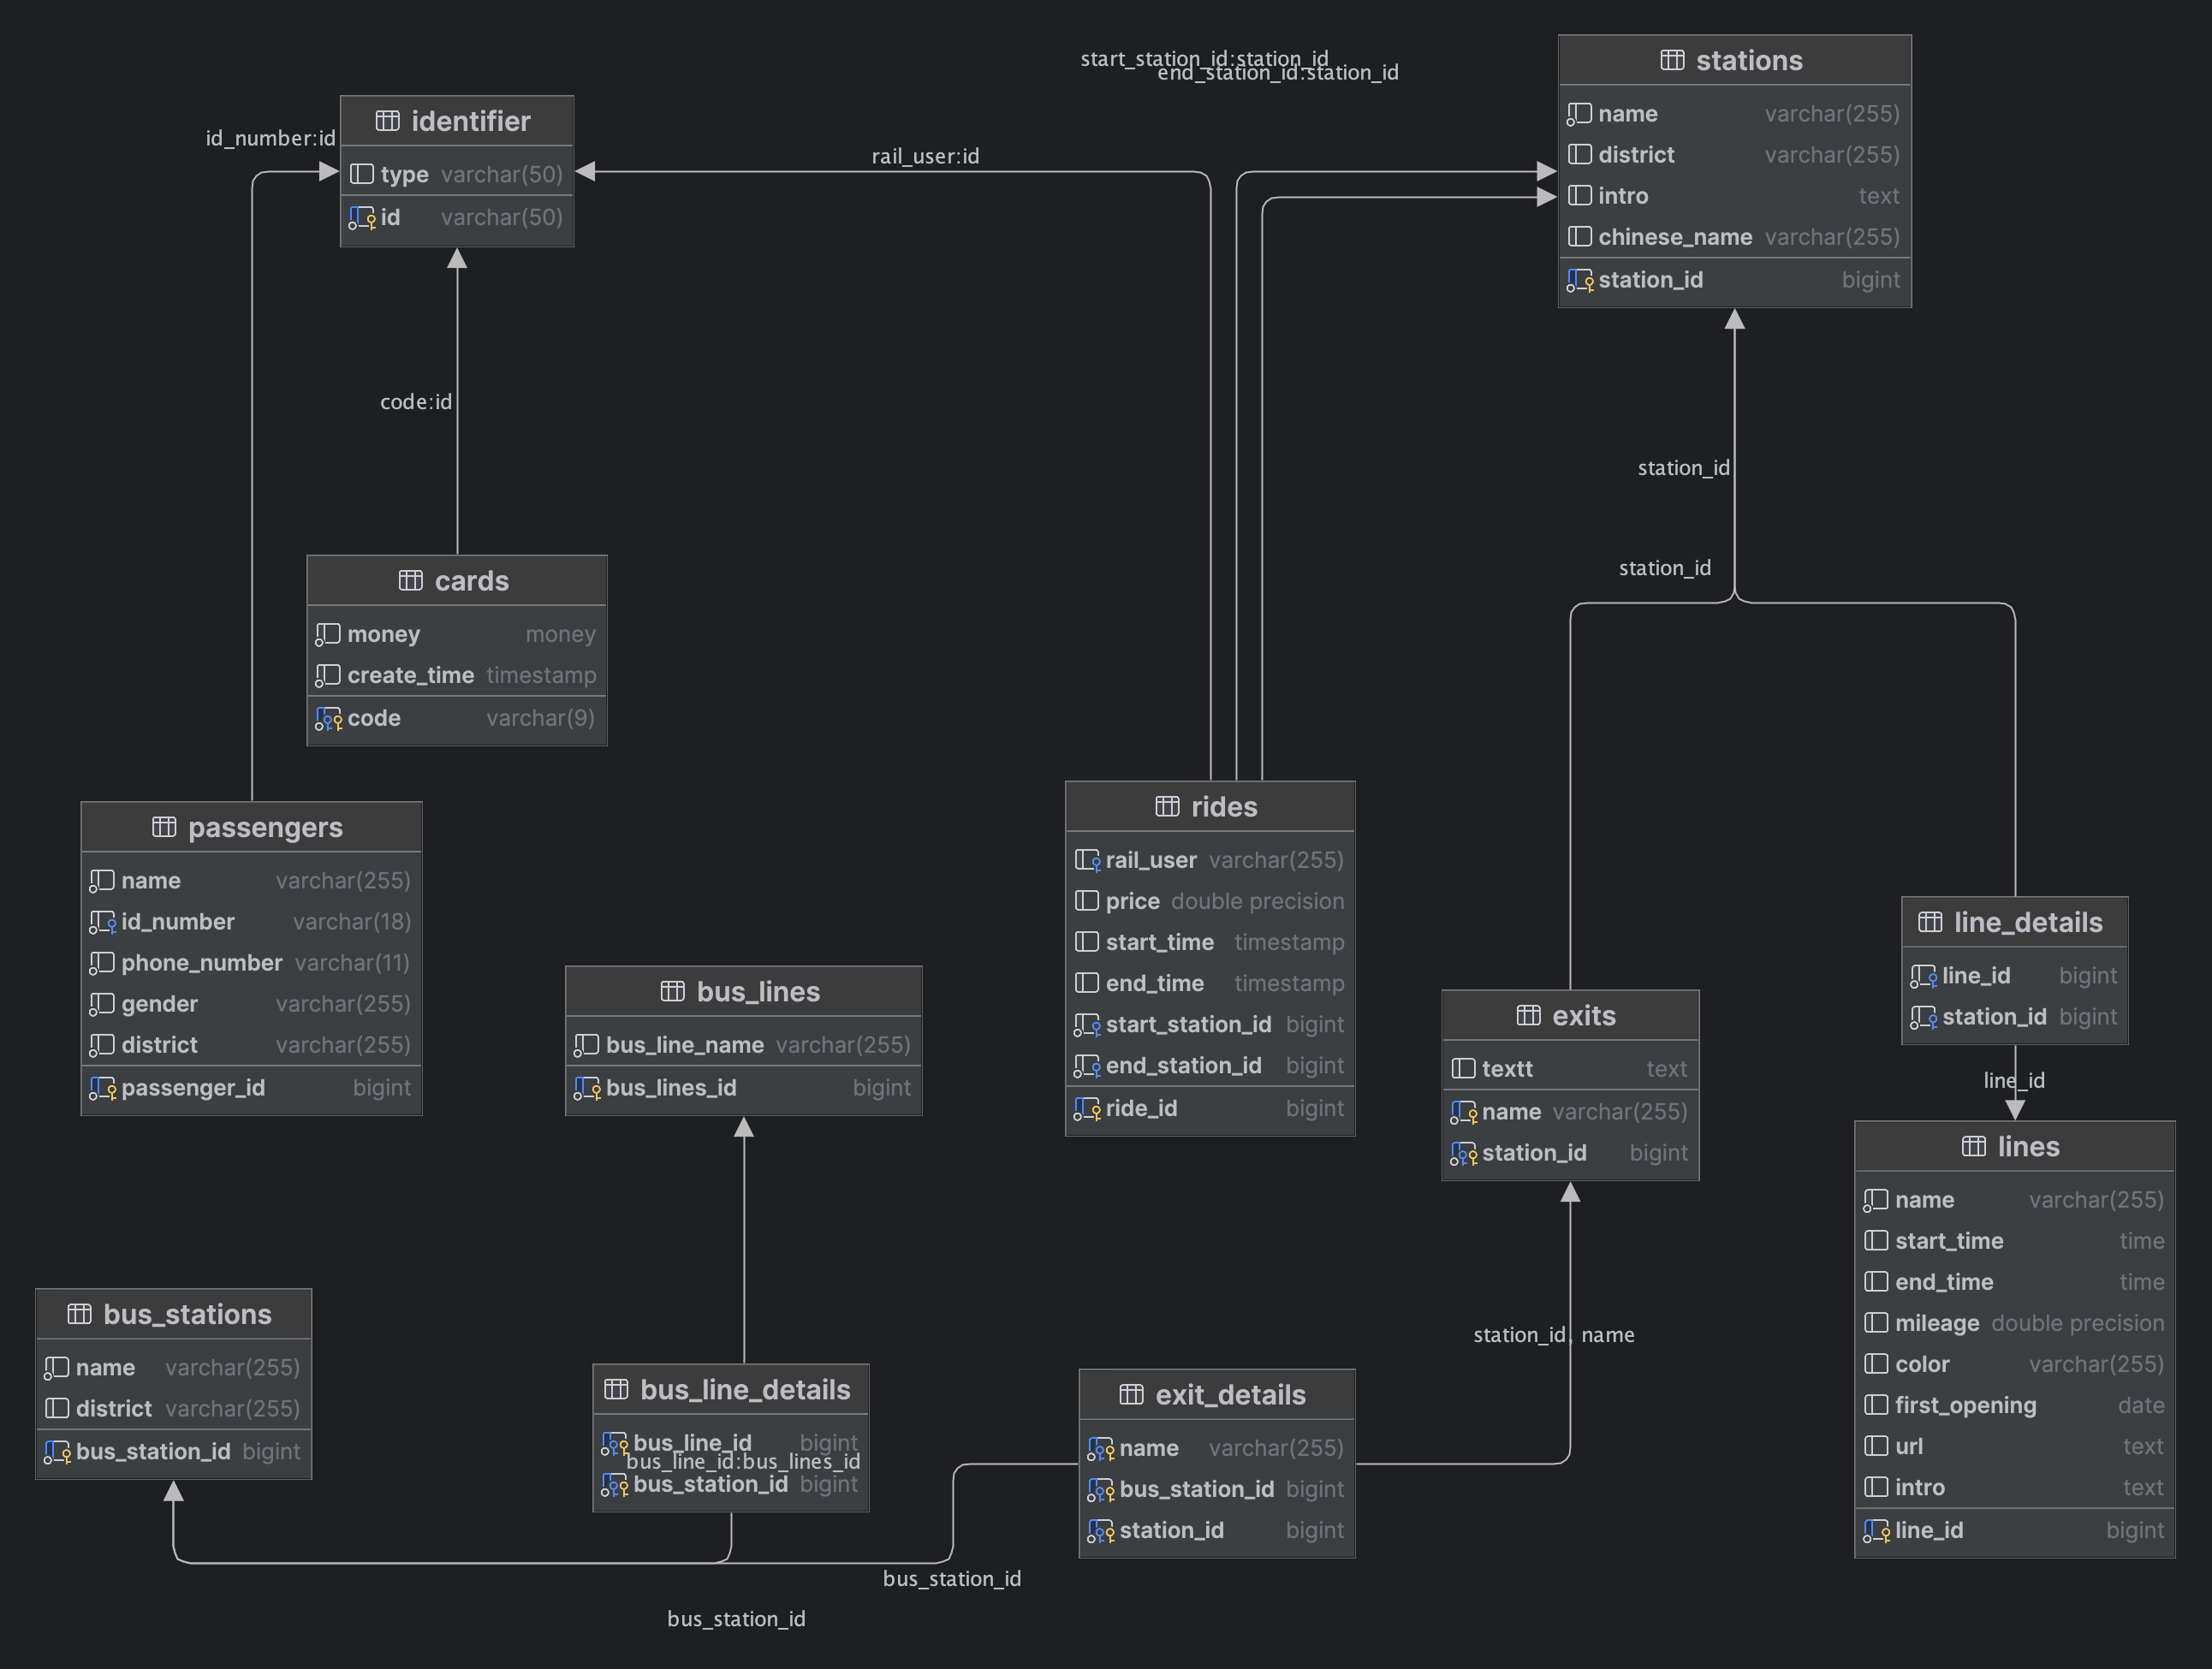 start_station_id:station_id
end_station_id:station_id
stations
name varchar(255)
district varchar(255)
intro text
chinese_name varchar(255)
station_id bigint
identifier
type varchar(50)
id varchar(50)
id_number:id
rail_user:id
code:id
station_id
station_id
cards
money money
create_time timestamp
code varchar(9)
passengers
name varchar(255)
id_number varchar(18)
phone_number varchar(11)
gender varchar(255)
district varchar(255)
passenger_id bigint
rides
rail_user varchar(255)
price double precision
start_time timestamp
end_time timestamp
start_station_id bigint
end_station_id bigint
ride_id bigint
line_details
line_id bigint
station_id bigint
line_id
bus_lines
bus_line_name varchar(255)
bus_lines_id bigint
exits
textt text
name varchar(255)
station_id bigint
lines
name varchar(255)
start_time time
end_time time
mileage double precision
color varchar(255)
first_opening date
url text
intro text
line_id bigint
bus_stations
name varchar(255)
district varchar(255)
bus_station_id bigint
bus_line_details
bus_line_id bigint
bus_line_id:bus_lines_id
bus_station_id bigint
station_id, name
exit_details
name varchar(255)
bus_station_id bigint
station_id bigint
bus_station_id
bus_station_id